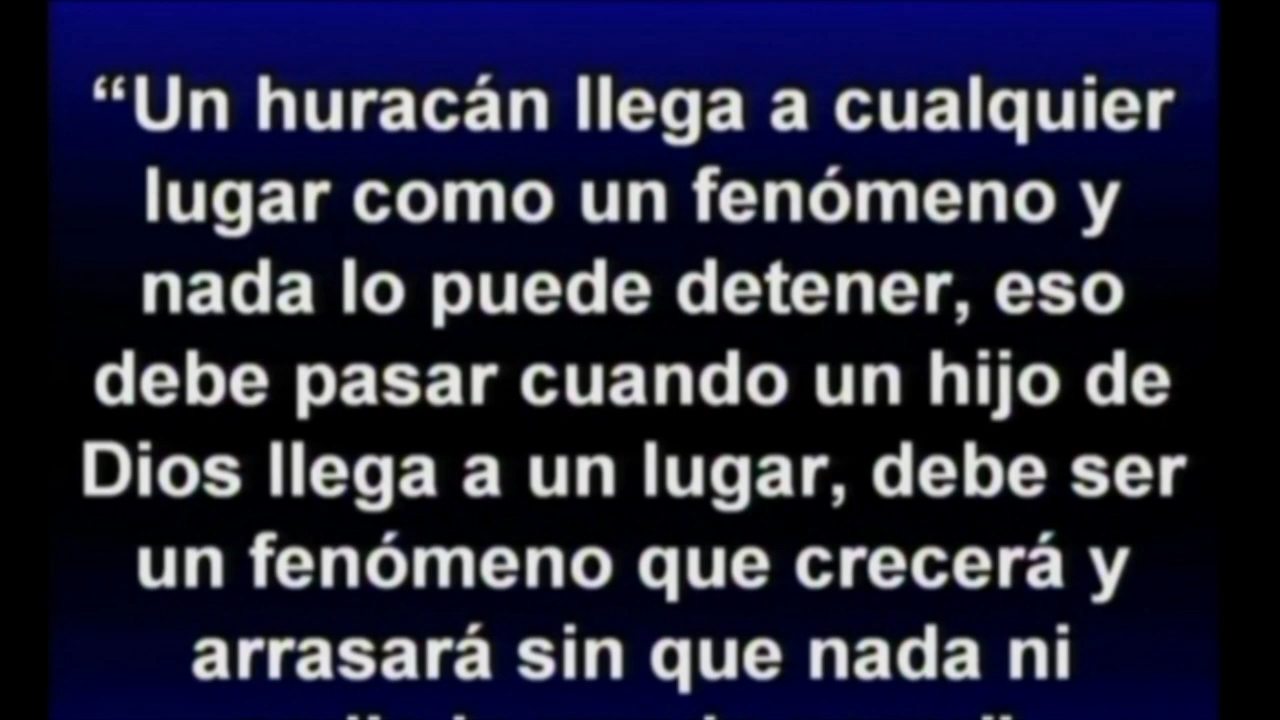 “Un huracán llega a cualquier
lugar como un fenómeno y
nada lo puede detener, eso
debe pasar cuando un hijo de
Dios llega a un lugar, debe ser
un fenómeno que crecerá y
arrasará sin que nada ni